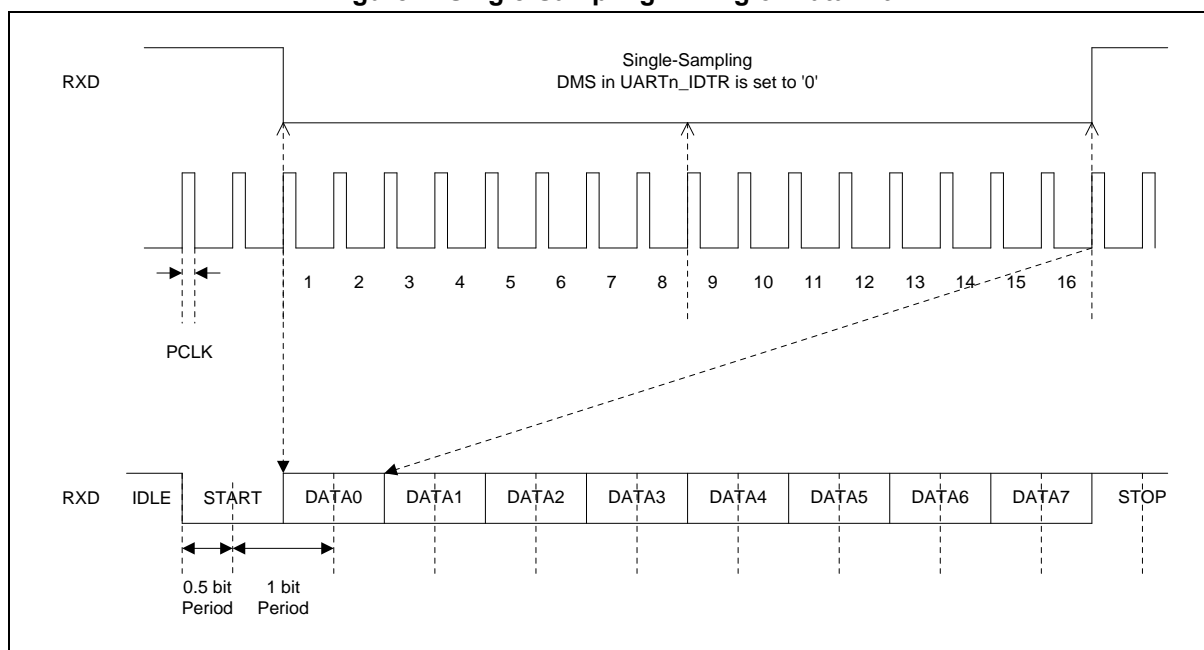 Single-Sampling
DMS in UARTn_IDTR is set to '0'
RXD
1 2 3 4 5 6 7 8 9 10 11 12 13 14 15 16
PCLK
RXD IDLE START DATA0 DATA1 DATA2 DATA3 DATA4 DATA5 DATA6 DATA7 STOP
0.5 bit Period
1 bit Period